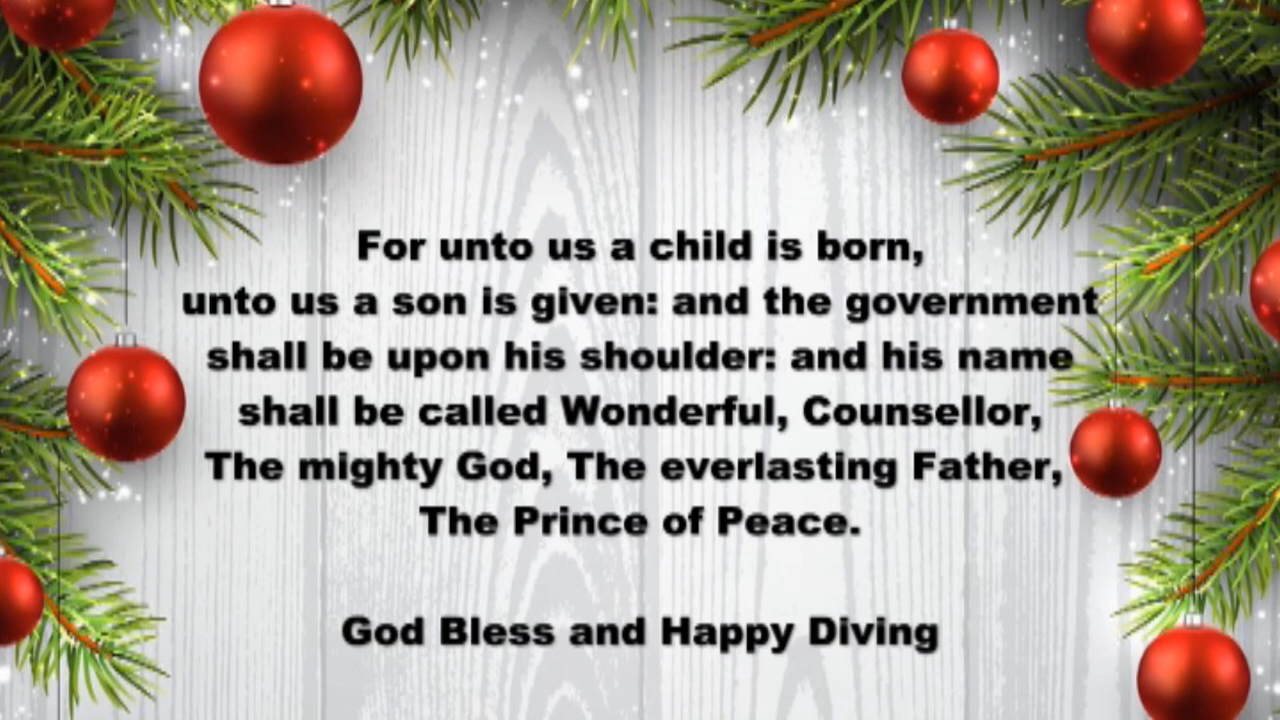 For unto us a child is born,
unto us a son is given: and the government
shall be upon his shoulder: and his name
shall be called Wonderful, Counsellor,
The mighty God, The everlasting Father,
The Prince of Peace.
God Bless and Happy Diving